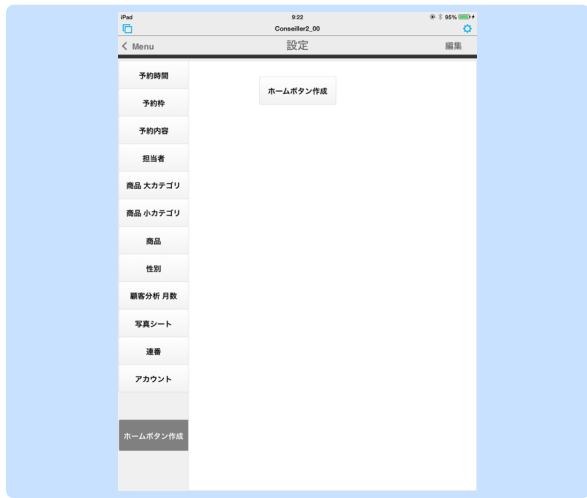 iPad 9:22 95%
Conseiller2_00
Menu 設定 編集
予約時間
ホームボタン作成
予約枠
予約内容
担当者
商品 大カテゴリ
商品 小カテゴリ
商品
性別
顧客分析 月数
写真シート
連番
アカウント
ホームボタン作成